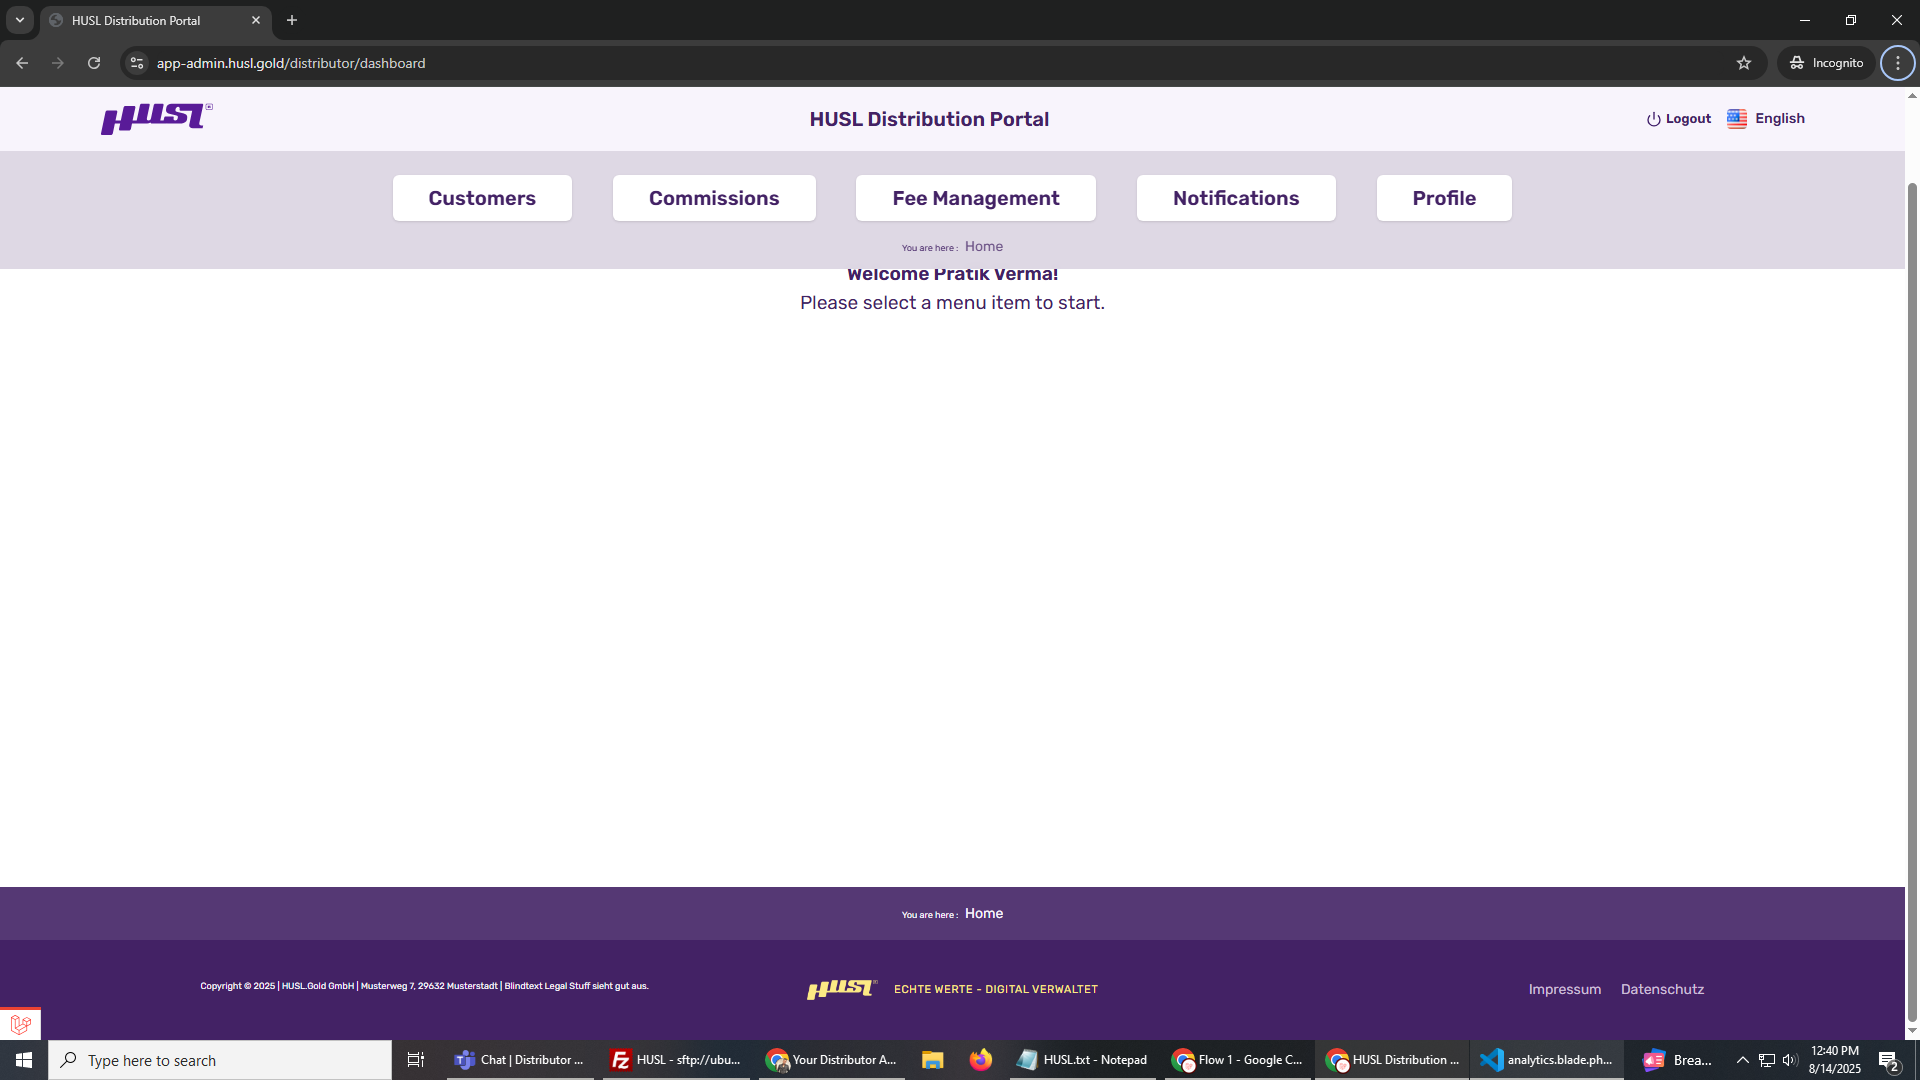 HUSL Distribution Portal
app-admin.husl.gold/distributor/dashboard
Incognito
HUSL
HUSL Distribution Portal
Logout
English
Customers
Commissions
Fee Management
Notifications
Profile
You are here : Home
Welcome Pratik Verma!
Please select a menu item to start.
You are here : Home
Copyright © 2025 | HUSL.Gold GmbH | Musterweg 7, 29632 Musterstadt | Blindtext Legal Stuff sieht gut aus.
HUSL
ECHTE WERTE - DIGITAL VERWALTET
Impressum
Datenschutz
Type here to search
Chat | Distributor ...
HUSL - sftp://ubu...
Your Distributor A...
HUSL.txt - Notepad
Flow 1 - Google C...
HUSL Distribution ...
analytics.blade.ph...
Brea...
12:40 PM
8/14/2025
2